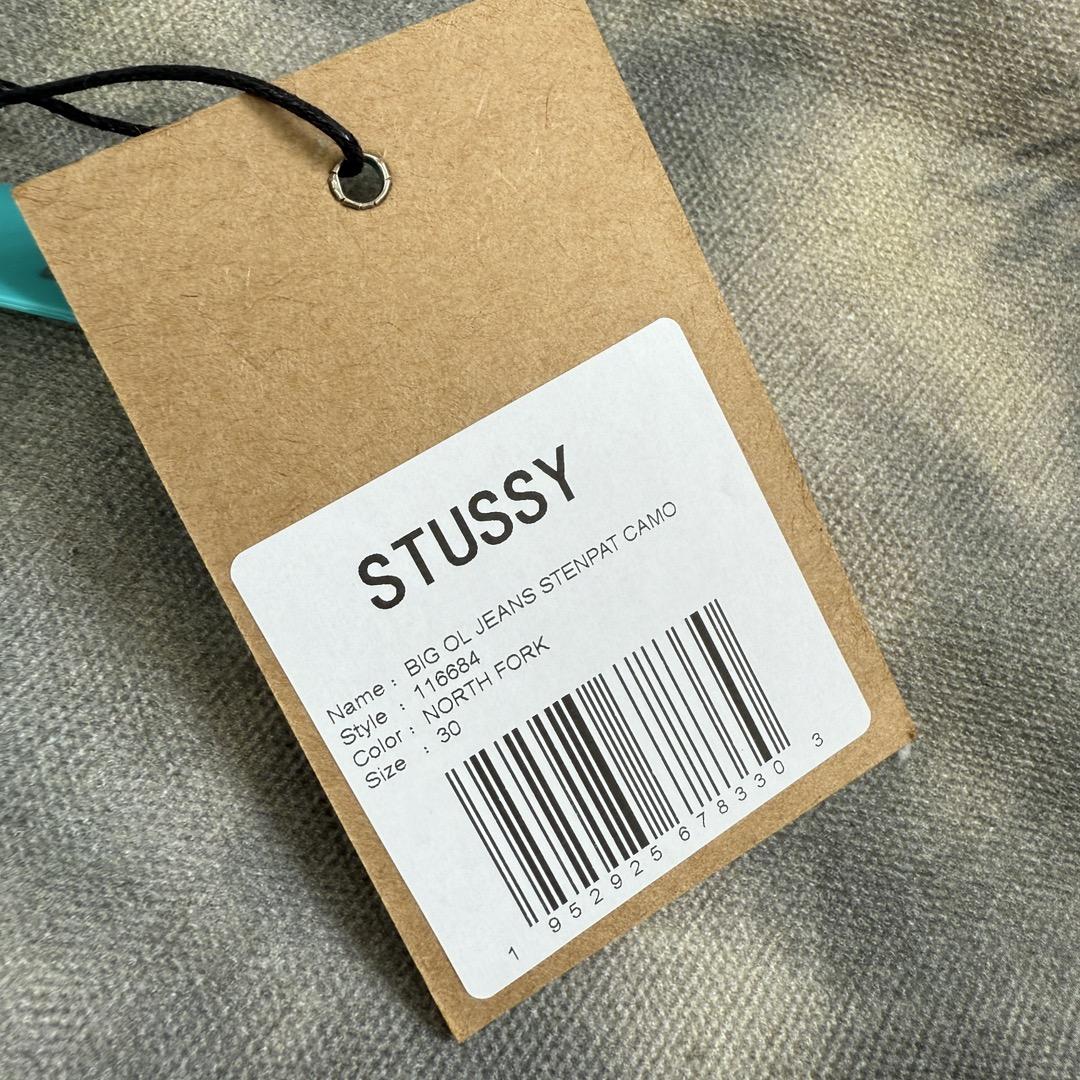 STUSSY
Name : BIG OL JEANS STENPAT CAMO
Style : 116684
Color : NORTH FORK
Size : 30
1 952925 678330 3